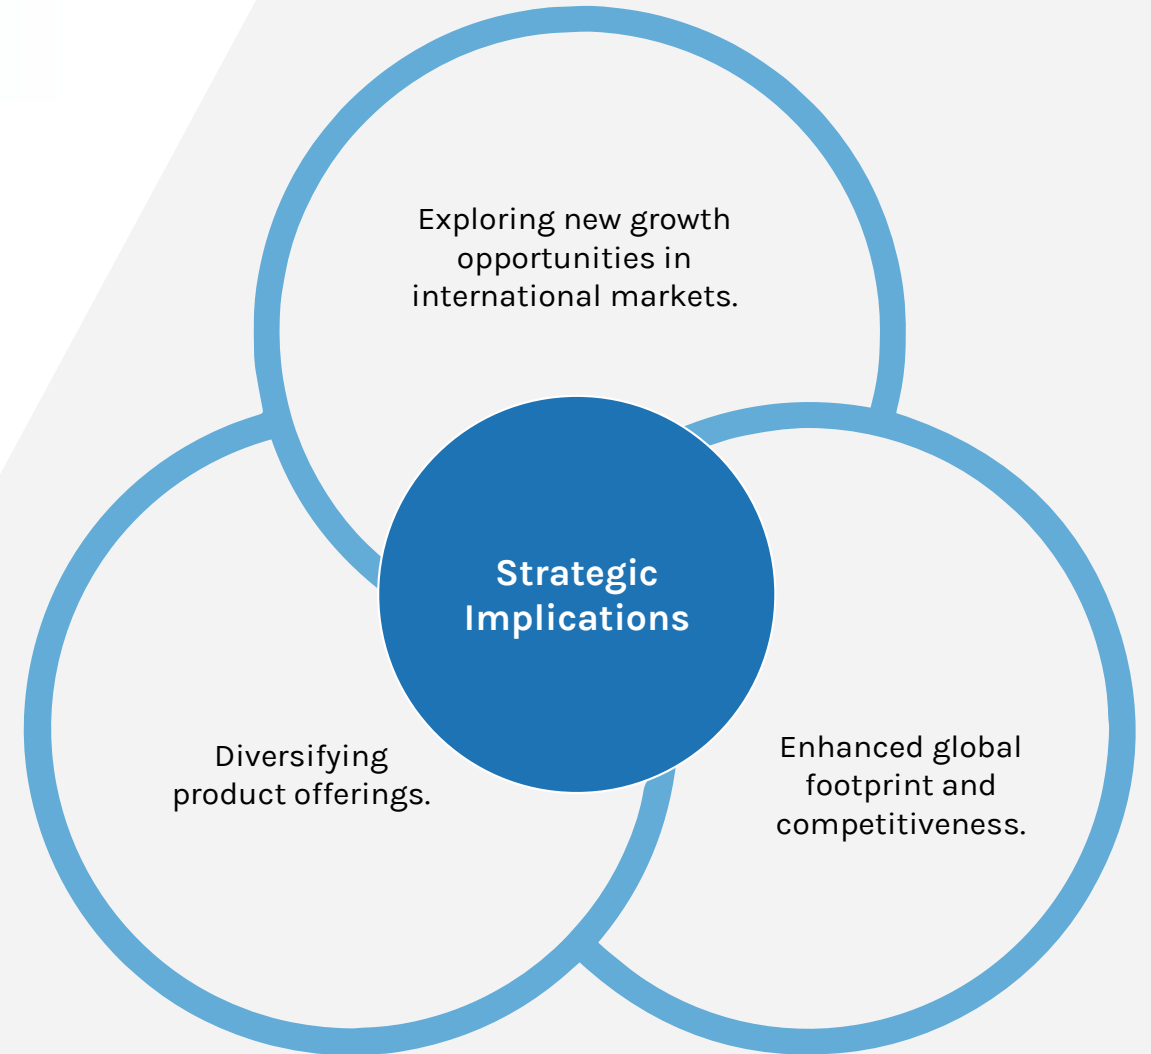 Exploring new growth
opportunities in
international markets.
Strategic
Implications
Diversifying
product offerings.
Enhanced global
footprint and
competitiveness.